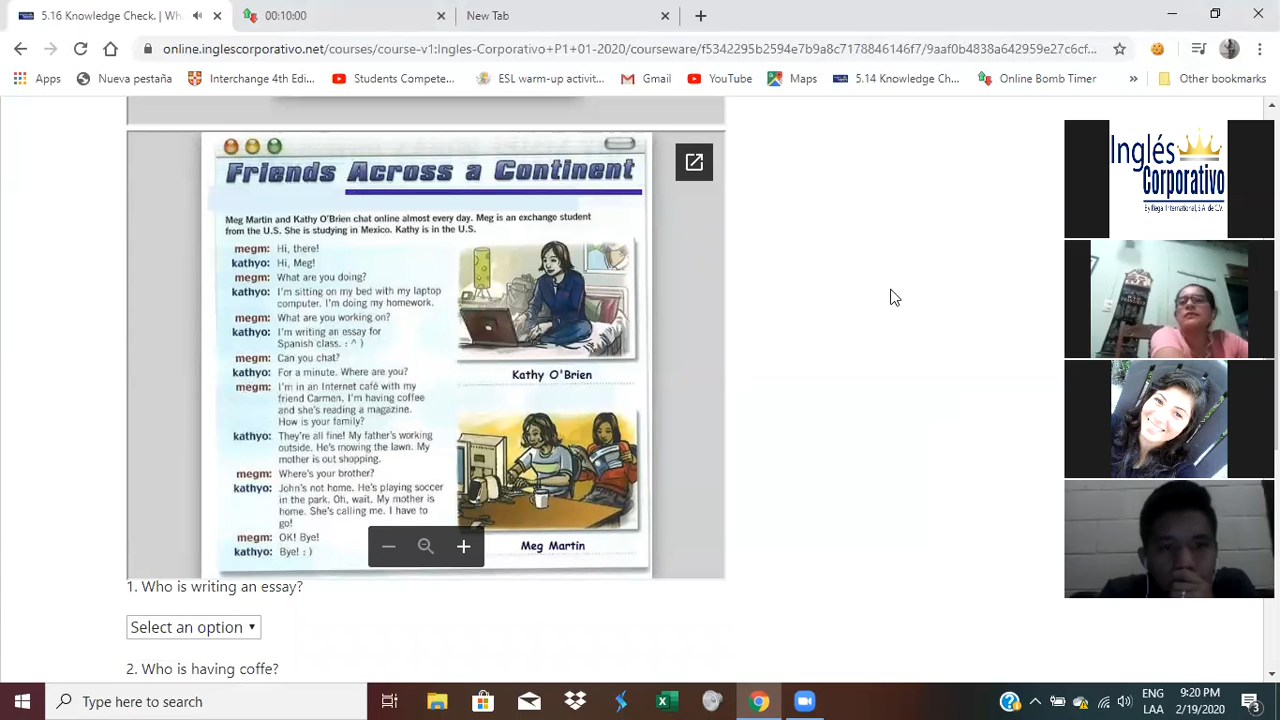 5.16 Knowledge Check. | Wh
00:10:00
New Tab
online.inglescorporativo.net/courses/course-v1:Ingles-Corporativo+P1+01-2020/courseware/f5342295b2594e7b9a8c7178846146f7/9aaf0b4838a642959e27c6cf...
Apps
Nueva pestaña
Interchange 4th Edi...
Students Compete...
ESL warm-up activit...
Gmail
YouTube
Maps
5.14 Knowledge Ch...
Online Bomb Timer
»
Other bookmarks
Friends Across a Continent
Meg Martin and Kathy O'Brien chat online almost every day. Meg is an exchange student
from the U.S. She is studying in Mexico. Kathy is in the U.S.
megm: Hi, there!
kathyo: Hi, Meg!
megm: What are you doing?
kathyo: I'm sitting on my bed with my laptop
computer. I'm doing my homework.
megm: What are you working on?
kathyo: I'm writing an essay for
Spanish class. : ^ )
megm: Can you chat?
kathyo: For a minute. Where are you?
megm: I'm in an Internet café with my
friend Carmen. I'm having coffee
and she's reading a magazine.
How is your family?
kathyo: They're all fine! My father's working
outside. He's mowing the lawn. My
mother is out shopping.
megm: Where's your brother?
kathyo: John's not home. He's playing soccer
in the park. Oh, wait. My mother is
home. She's calling me. I have to
go!
megm: OK! Bye!
kathyo: Bye! : )
Kathy O'Brien
Meg Martin
1. Who is writing an essay?
Select an option
2. Who is having coffe?
Inglés
Corporativo
Type here to search
ENG
LAA
9:20 PM
2/19/2020
3